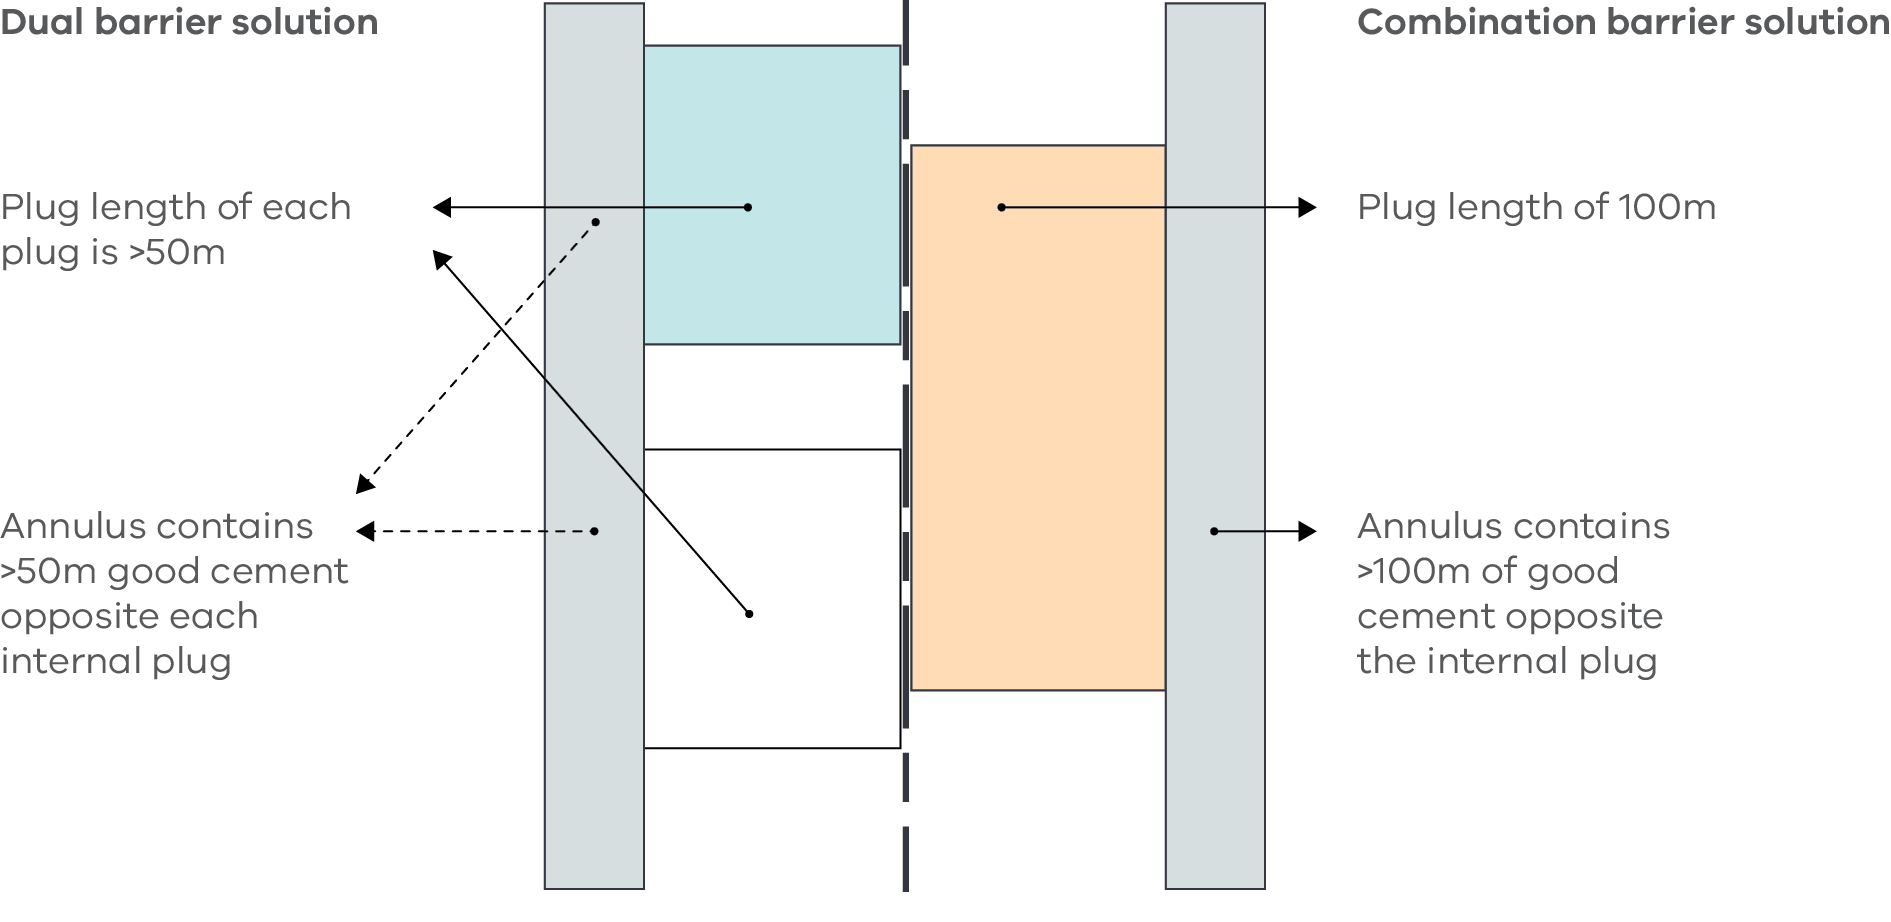 Dual barrier solution
Combination barrier solution
Plug length of each
plug is >50m
Plug length of 100m
Annulus contains
>50m good cement
opposite each
internal plug
Annulus contains
>100m of good
cement opposite
the internal plug